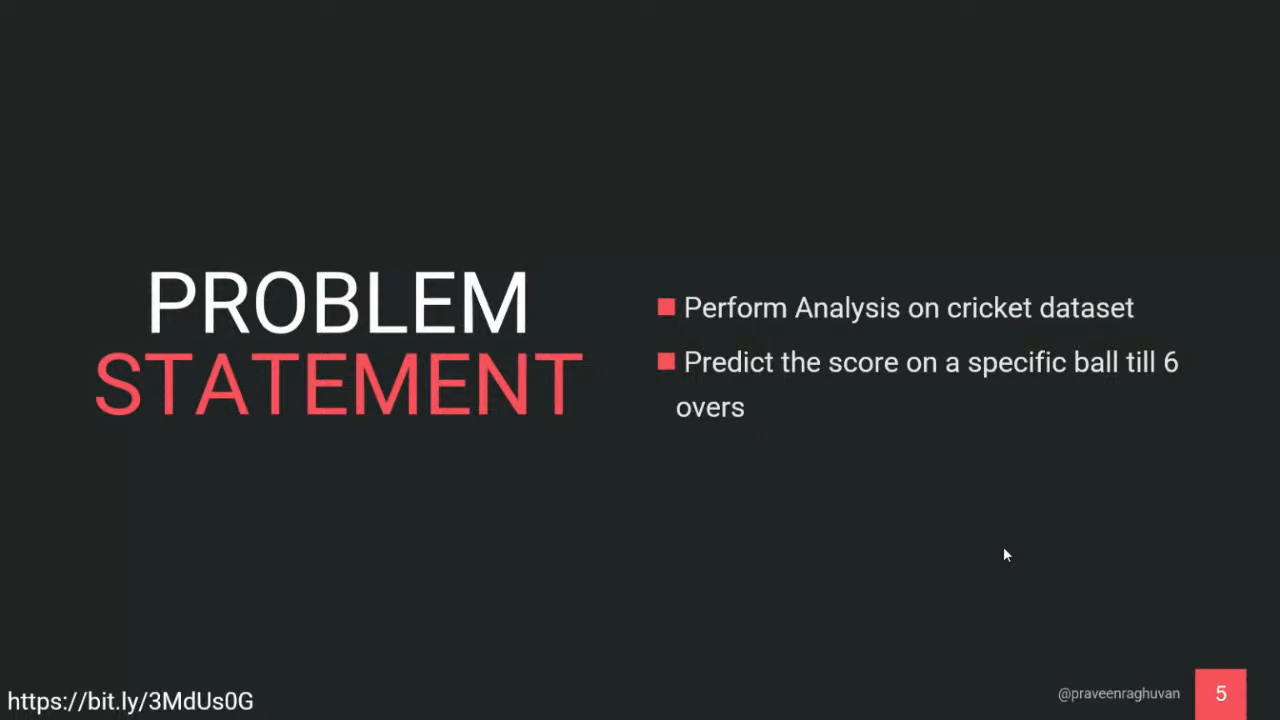 PROBLEM
STATEMENT
Perform Analysis on cricket dataset
Predict the score on a specific ball till 6
overs
https://bit.ly/3MdUs0G
@praveenraghuvan
5